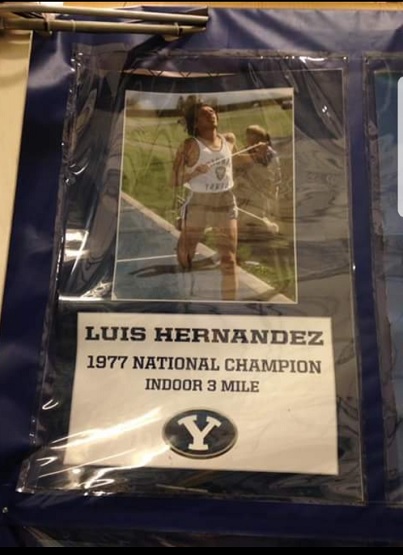 LUIS HERNANDEZ
1977 NATIONAL CHAMPION
INDOOR 3 MILE
Y